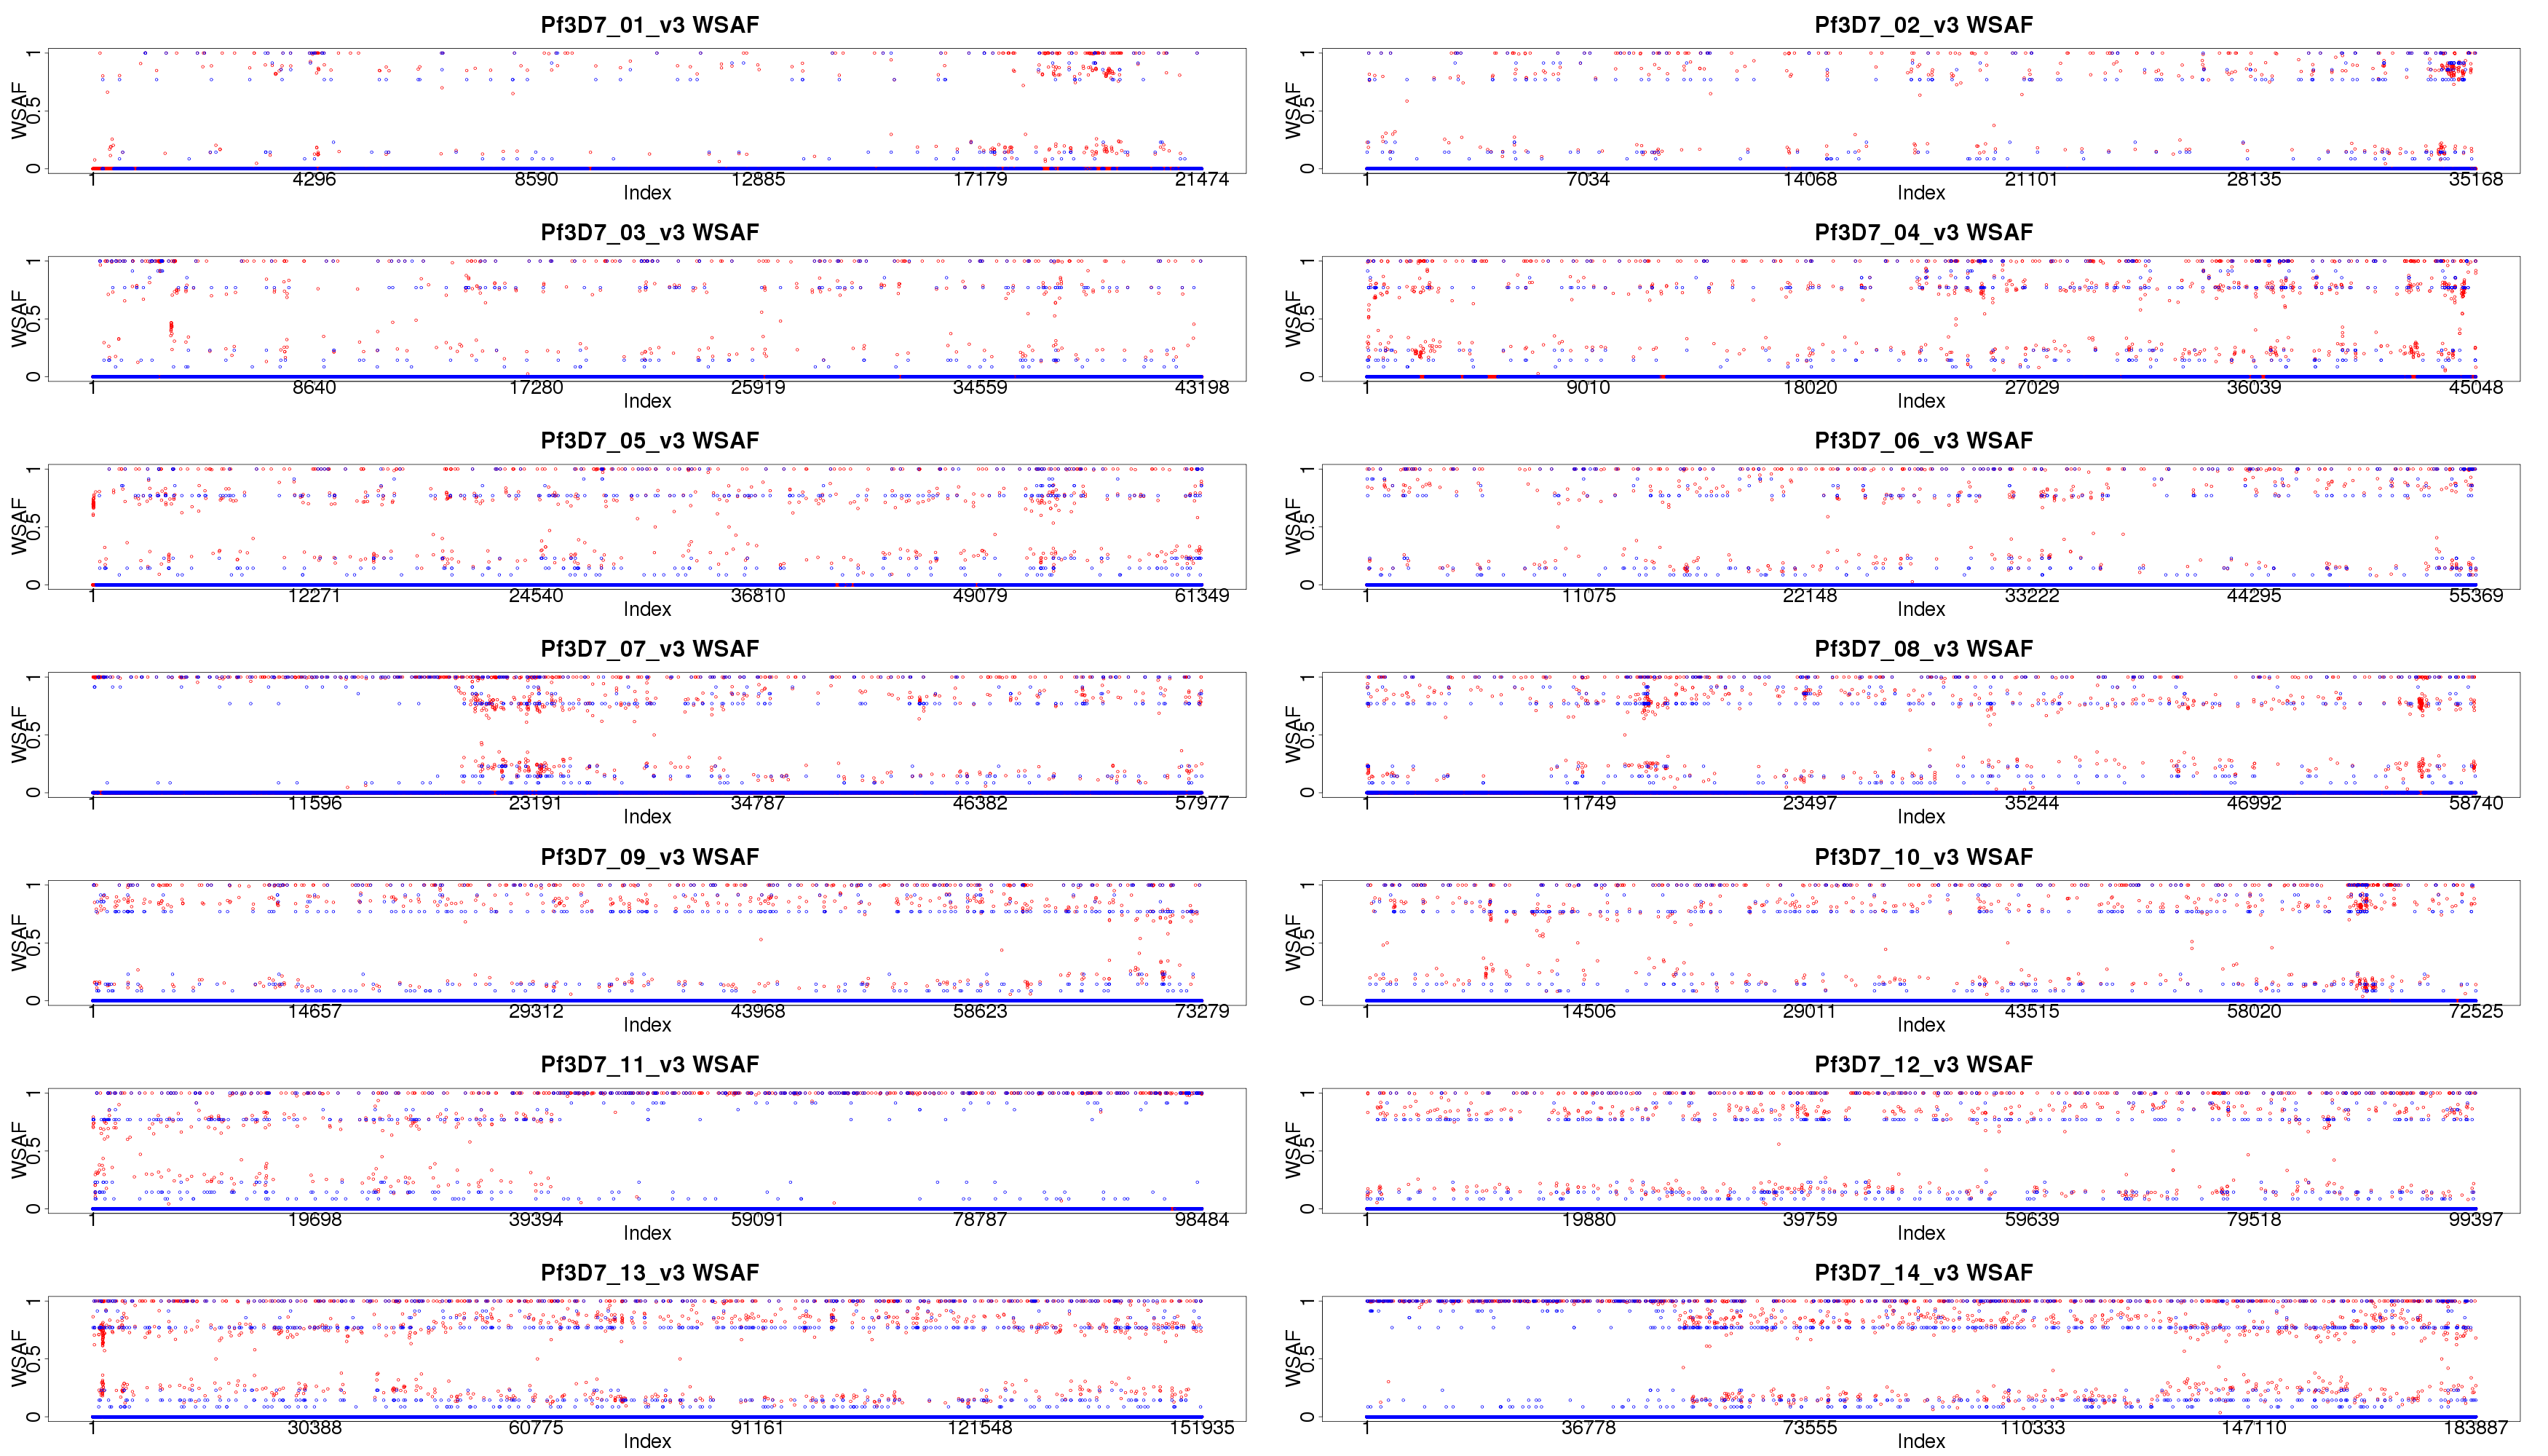 Pf3D7_01_v3 WSAF
WSAF
0 0.5 1
1 4296 8590 12885 17179 21474
Index
Pf3D7_02_v3 WSAF
WSAF
0 0.5 1
1 7034 14068 21101 28135 35168
Index
Pf3D7_03_v3 WSAF
WSAF
0 0.5 1
1 8640 17280 25919 34559 43198
Index
Pf3D7_04_v3 WSAF
WSAF
0 0.5 1
1 9010 18020 27029 36039 45048
Index
Pf3D7_05_v3 WSAF
WSAF
0 0.5 1
1 12271 24540 36810 49079 61349
Index
Pf3D7_06_v3 WSAF
WSAF
0 0.5 1
1 11075 22148 33222 44295 55369
Index
Pf3D7_07_v3 WSAF
WSAF
0 0.5 1
1 11596 23191 34787 46382 57977
Index
Pf3D7_08_v3 WSAF
WSAF
0 0.5 1
1 11749 23497 35244 46992 58740
Index
Pf3D7_09_v3 WSAF
WSAF
0 0.5 1
1 14657 29312 43968 58623 73279
Index
Pf3D7_10_v3 WSAF
WSAF
0 0.5 1
1 14506 29011 43515 58020 72525
Index
Pf3D7_11_v3 WSAF
WSAF
0 0.5 1
1 19698 39394 59091 78787 98484
Index
Pf3D7_12_v3 WSAF
WSAF
0 0.5 1
1 19880 39759 59639 79518 99397
Index
Pf3D7_13_v3 WSAF
WSAF
0 0.5 1
1 30388 60775 91161 121548 151935
Index
Pf3D7_14_v3 WSAF
WSAF
0 0.5 1
1 36778 73555 110333 147110 183887
Index